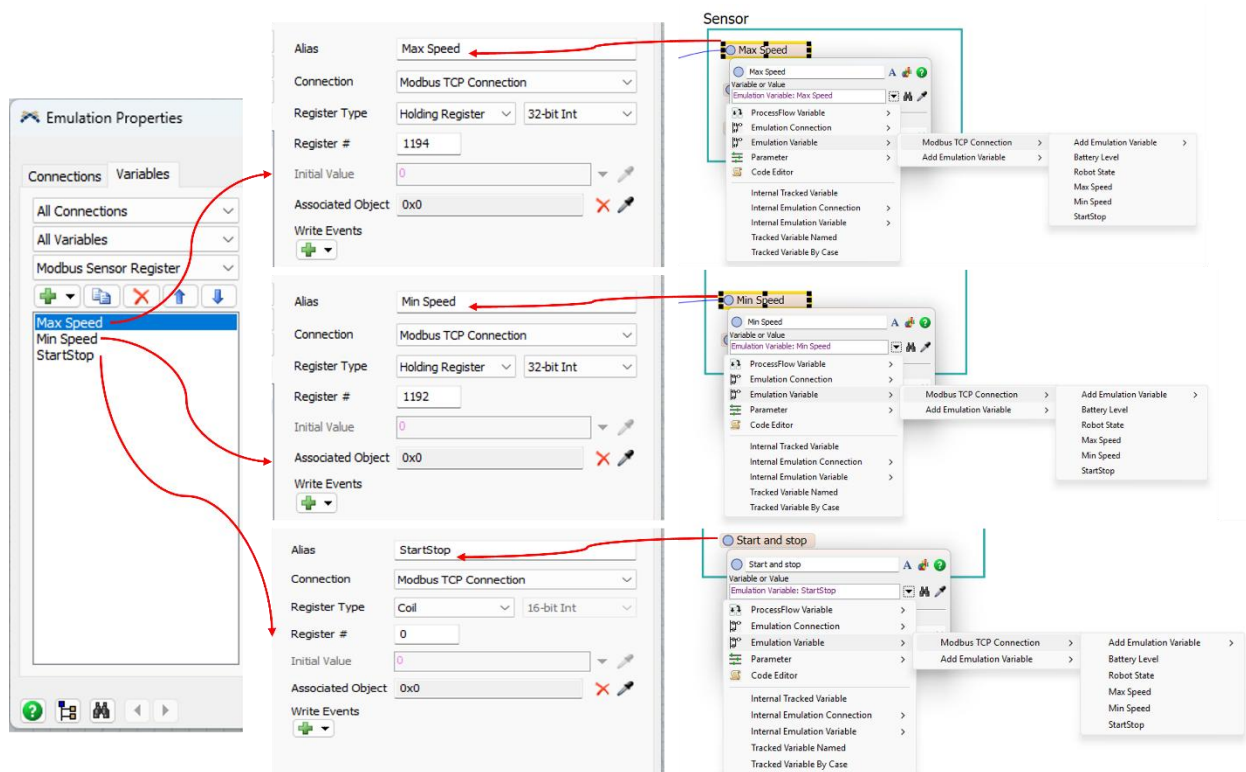 Emulation Properties
Connections Variables
All Connections
All Variables
Modbus Sensor Register
Max Speed
Min Speed
StartStop
Alias Max Speed
Connection Modbus TCP Connection
Register Type Holding Register 32-bit Int
Register # 1194
Initial Value 0
Associated Object 0x0
Write Events
Sensor
Max Speed
Max Speed A
Variable or Value
Emulation Variable: Max Speed
ProcessFlow Variable
Emulation Connection
Emulation Variable
Parameter
Code Editor
Internal Tracked Variable
Internal Emulation Connection
Internal Emulation Variable
Tracked Variable Named
Tracked Variable By Case
Modbus TCP Connection
Add Emulation Variable
Add Emulation Variable
Battery Level
Robot State
Max Speed
Min Speed
StartStop
Alias Min Speed
Connection Modbus TCP Connection
Register Type Holding Register 32-bit Int
Register # 1192
Initial Value 0
Associated Object 0x0
Write Events
Min Speed
Min Speed A
Variable or Value
Emulation Variable: Min Speed
ProcessFlow Variable
Emulation Connection
Emulation Variable
Parameter
Code Editor
Internal Tracked Variable
Internal Emulation Connection
Internal Emulation Variable
Tracked Variable Named
Tracked Variable By Case
Modbus TCP Connection
Add Emulation Variable
Add Emulation Variable
Battery Level
Robot State
Max Speed
Min Speed
StartStop
Alias StartStop
Connection Modbus TCP Connection
Register Type Coil 16-bit Int
Register # 0
Initial Value 0
Associated Object 0x0
Write Events
Start and stop
Start and stop A
Variable or Value
Emulation Variable: StartStop
ProcessFlow Variable
Emulation Connection
Emulation Variable
Parameter
Code Editor
Internal Tracked Variable
Internal Emulation Connection
Internal Emulation Variable
Tracked Variable Named
Tracked Variable By Case
Modbus TCP Connection
Add Emulation Variable
Add Emulation Variable
Battery Level
Robot State
Max Speed
Min Speed
StartStop